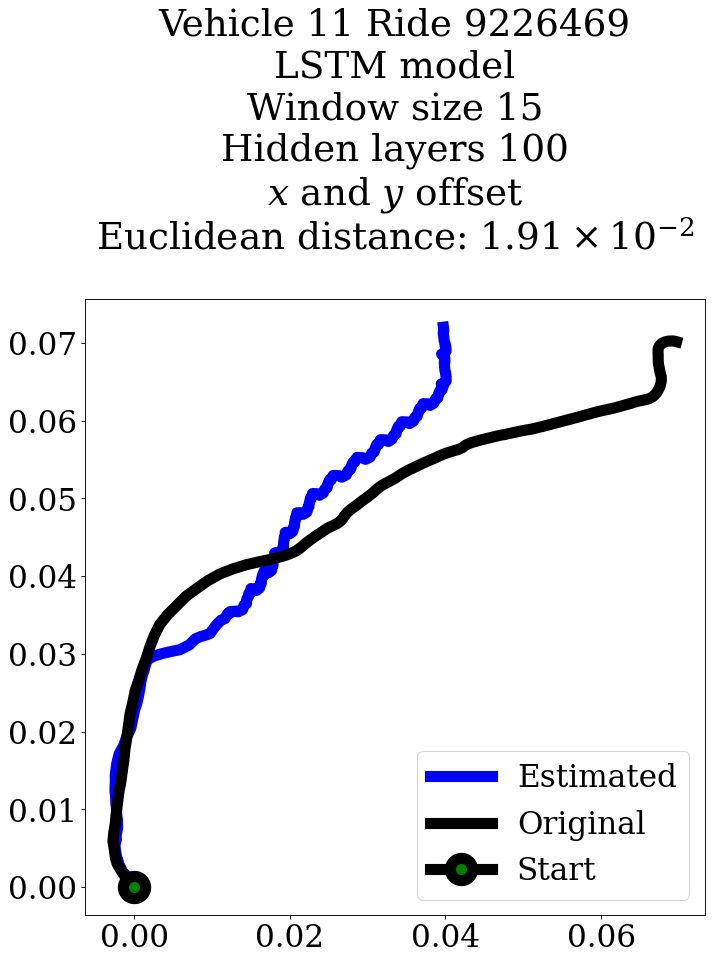 Vehicle 11 Ride 9226469
LSTM model
Window size 15
Hidden layers 100
x and y offset
Euclidean distance: 1.91 × 10⁻²
0.07
0.06
0.05
0.04
0.03
0.02
0.01
0.00
Estimated
Original
Start
0.00 0.02 0.04 0.06